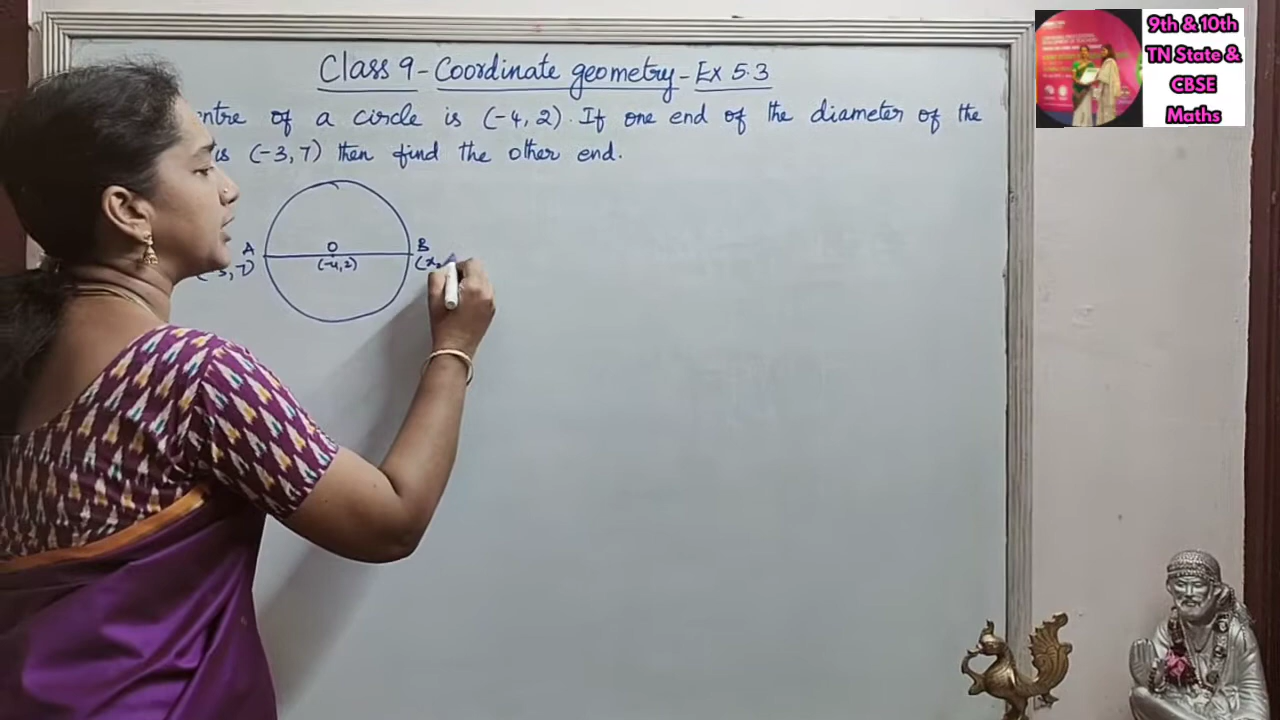 Class 9 - Coordinate geometry - Ex 5.3
of a circle is (-4, 2). If one end of the diameter of the
is (-3, 7) then find the other end.
A
O
B
(-4, 2)
9th & 10th
TN State &
CBSE
Maths